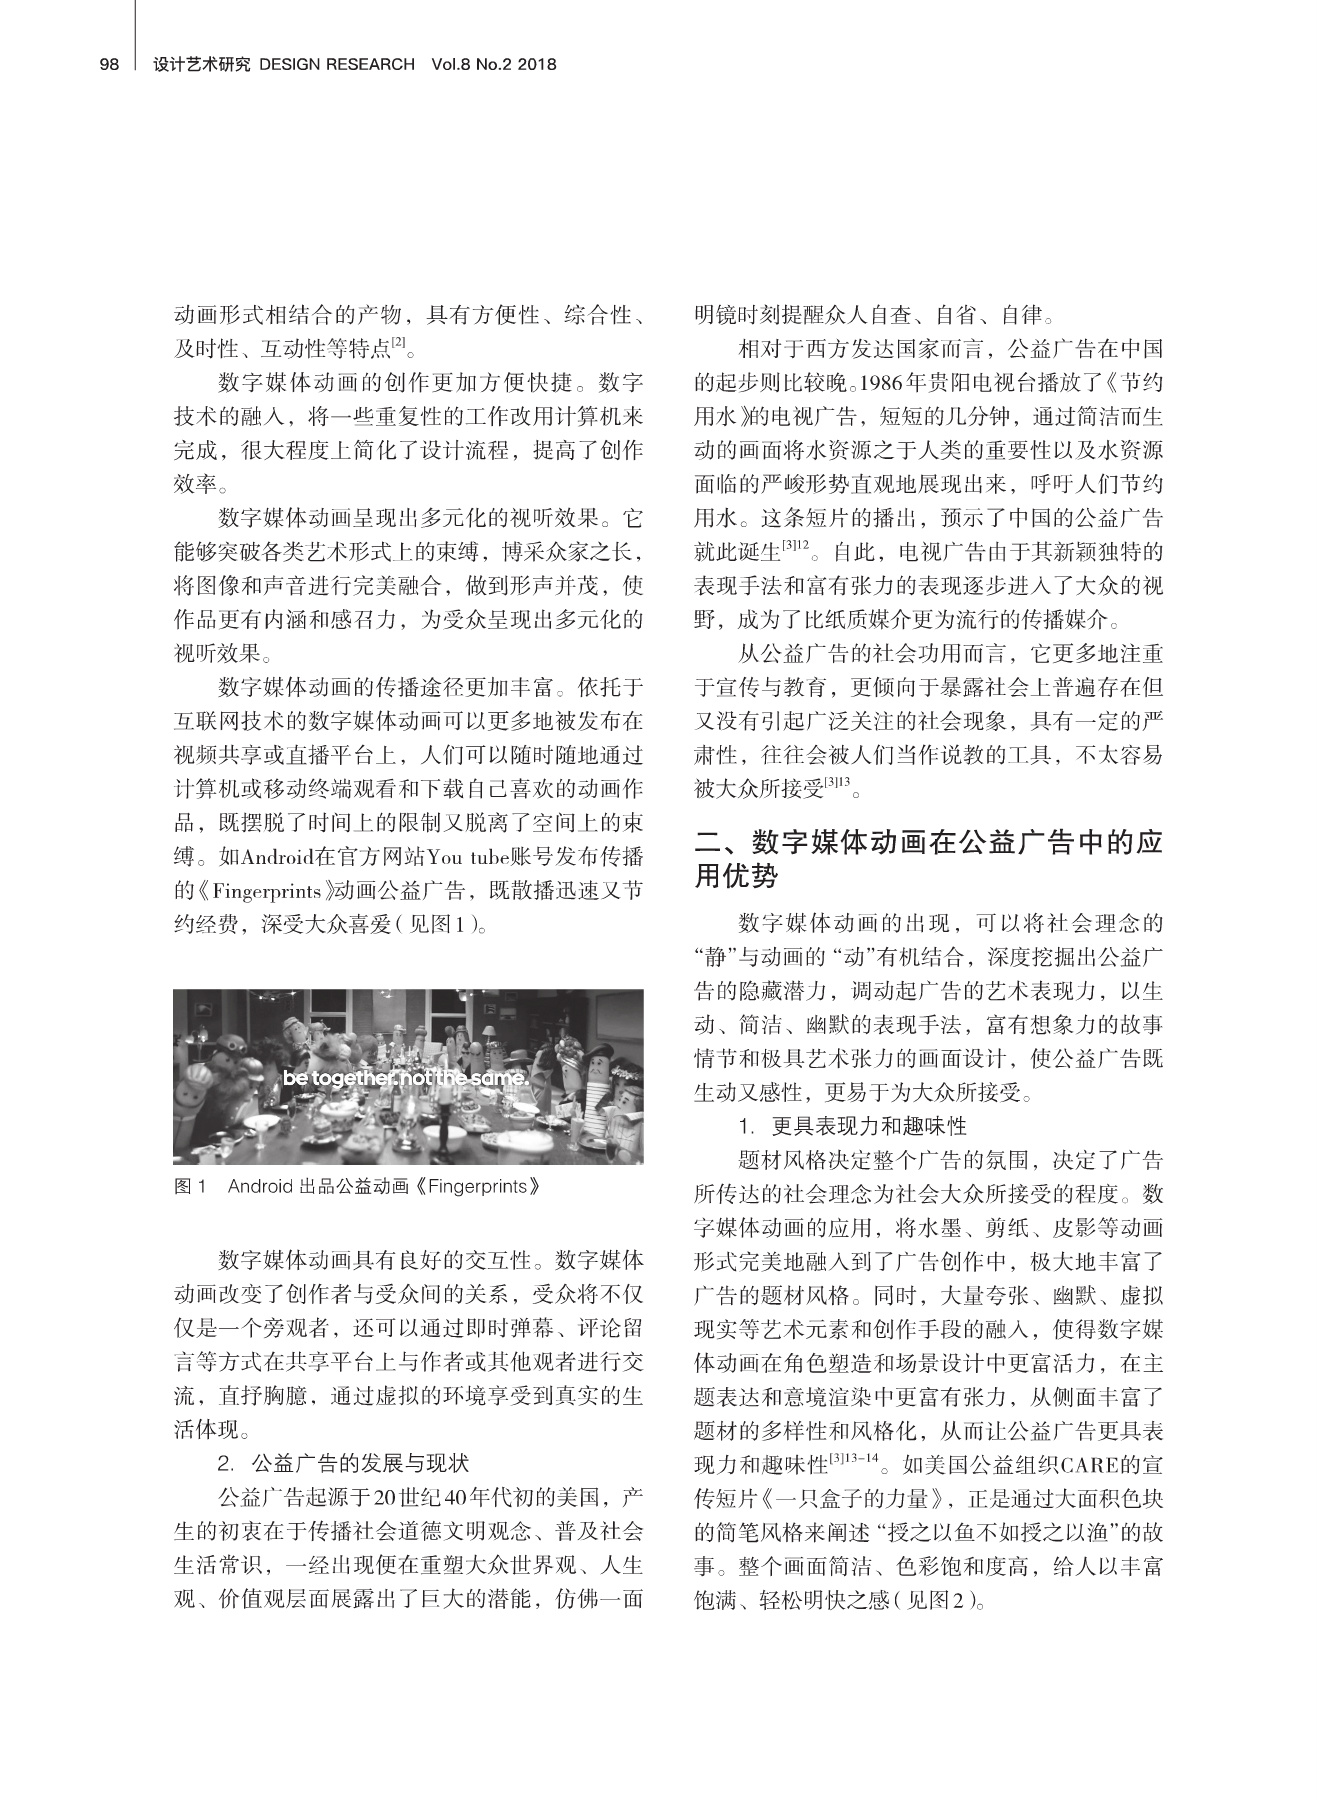 98 设计艺术研究 DESIGN RESEARCH Vol.8 No.2 2018
动画形式相结合的产物，具有方便性、综合性、
及时性、互动性等特点[2]。
数字媒体动画的创作更加方便快捷。数字
技术的融入，将一些重复性的工作改用计算机来
完成，很大程度上简化了设计流程，提高了创作
效率。
数字媒体动画呈现出多元化的视听效果。它
能够突破各类艺术形式上的束缚，博采众家之长，
将图像和声音进行完美融合，做到形声并茂，使
作品更有内涵和感召力，为受众呈现出多元化的
视听效果。
数字媒体动画的传播途径更加丰富。依托于
互联网技术的数字媒体动画可以更多地被发布在
视频共享或直播平台上，人们可以随时随地通过
计算机或移动终端观看和下载自己喜欢的动画作
品，既摆脱了时间上的限制又脱离了空间上的束
缚。如Android在官方网站You tube账号发布传播
的《Fingerprints》动画公益广告，既散播迅速又节
约经费，深受大众喜爱（见图1）。
be together.not the same.
图 1 Android 出品公益动画《Fingerprints》
数字媒体动画具有良好的交互性。数字媒体
动画改变了创作者与受众间的关系，受众将不仅
仅是一个旁观者，还可以通过即时弹幕、评论留
言等方式在共享平台上与作者或其他观者进行交
流，直抒胸臆，通过虚拟的环境享受到真实的生
活体现。
2. 公益广告的发展与现状
公益广告起源于20世纪40年代初的美国，产
生的初衷在于传播社会道德文明观念、普及社会
生活常识，一经出现便在重塑大众世界观、人生
观、价值观层面展露出了巨大的潜能，仿佛一面
明镜时刻提醒众人自查、自省、自律。
相对于西方发达国家而言，公益广告在中国
的起步则比较晚。1986年贵阳电视台播放了《节约
用水》的电视广告，短短的几分钟，通过简洁而生
动的画面将水资源之于人类的重要性以及水资源
面临的严峻形势直观地展现出来，呼吁人们节约
用水。这条短片的播出，预示了中国的公益广告
就此诞生[3]12。自此，电视广告由于其新颖独特的
表现手法和富有张力的表现逐步进入了大众的视
野，成为了比纸质媒介更为流行的传播媒介。
从公益广告的社会功用而言，它更多地注重
于宣传与教育，更倾向于暴露社会上普遍存在但
又没有引起广泛关注的社会现象，具有一定的严
肃性，往往会被人们当作说教的工具，不太容易
被大众所接受[3]13。
二、数字媒体动画在公益广告中的应
用优势
数字媒体动画的出现，可以将社会理念的
“静”与动画的“动”有机结合，深度挖掘出公益广
告的隐藏潜力，调动起广告的艺术表现力，以生
动、简洁、幽默的表现手法，富有想象力的故事
情节和极具艺术张力的画面设计，使公益广告既
生动又感性，更易于为大众所接受。
1. 更具表现力和趣味性
题材风格决定整个广告的氛围，决定了广告
所传达的社会理念为社会大众所接受的程度。数
字媒体动画的应用，将水墨、剪纸、皮影等动画
形式完美地融入到了广告创作中，极大地丰富了
广告的题材风格。同时，大量夸张、幽默、虚拟
现实等艺术元素和创作手段的融入，使得数字媒
体动画在角色塑造和场景设计中更富活力，在主
题表达和意境渲染中更富有张力，从侧面丰富了
题材的多样性和风格化，从而让公益广告更具表
现力和趣味性[3]13-14。如美国公益组织CARE的宣
传短片《一只盒子的力量》，正是通过大面积色块
的简笔风格来阐述“授之以鱼不如授之以渔”的故
事。整个画面简洁、色彩饱和度高，给人以丰富
饱满、轻松明快之感（见图2）。